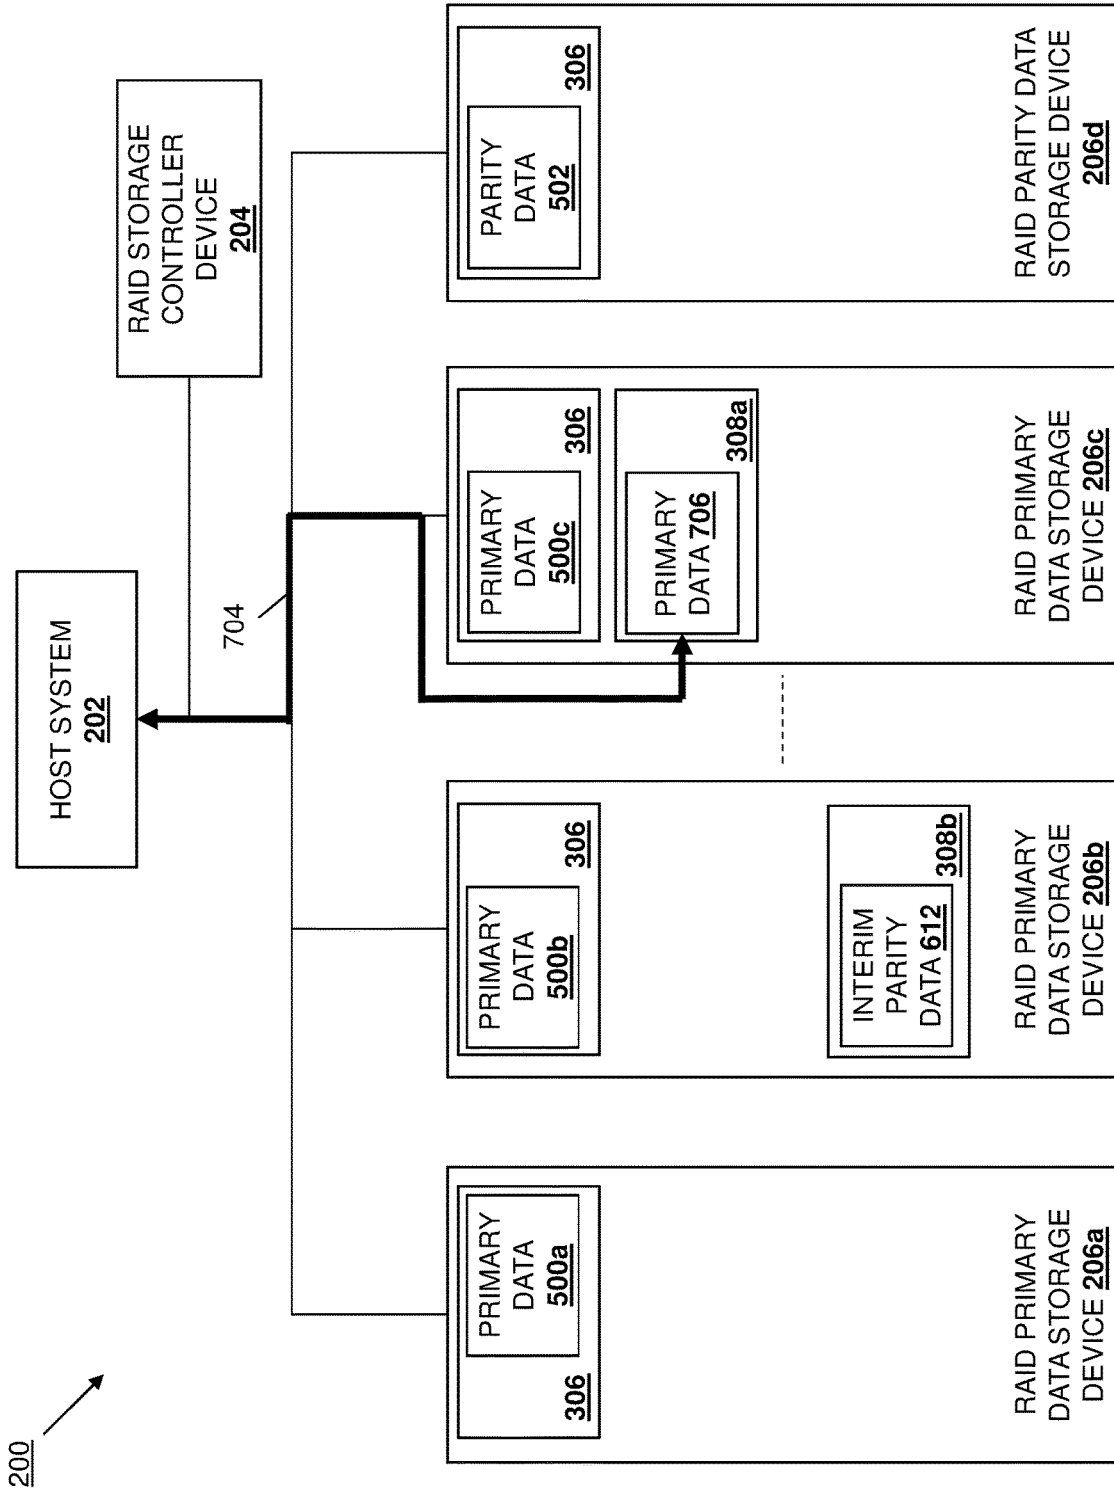 200
HOST SYSTEM
202
RAID STORAGE
CONTROLLER
DEVICE
204
704
PRIMARY
DATA
500a
306
RAID PRIMARY
DATA STORAGE
DEVICE 206a
PRIMARY
DATA
500b
306
INTERIM
PARITY
DATA 612
308b
RAID PRIMARY
DATA STORAGE
DEVICE 206b
PRIMARY
DATA
500c
306
PRIMARY
DATA 706
308a
RAID PRIMARY
DATA STORAGE
DEVICE 206c
PARITY
DATA
502
306
RAID PARITY DATA
STORAGE DEVICE
206d